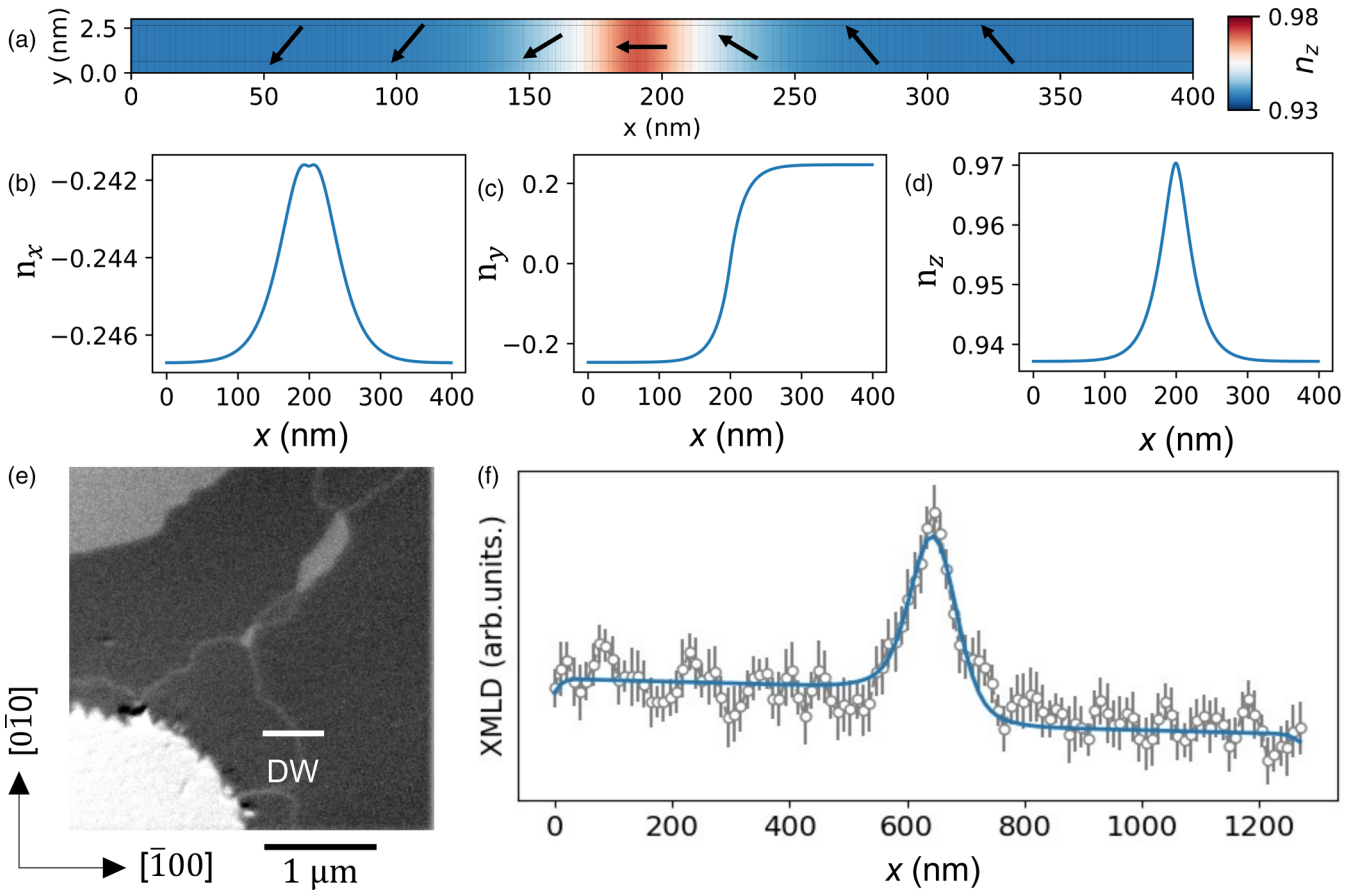 (a)
y (nm)
2.5
0.0
0 50 100 150 200 250 300 350 400
x (nm)
0.98
0.93
n_z
(b)
n_x
−0.242
−0.244
−0.246
0 100 200 300 400
x (nm)
(c)
n_y
0.2
0.0
−0.2
0 100 200 300 400
x (nm)
(d)
n_z
0.97
0.96
0.95
0.94
0 100 200 300 400
x (nm)
(e)
DW
[01̅0]
[1̅00]
1 μm
(f)
XMLD (arb.units.)
0 200 400 600 800 1000 1200
x (nm)